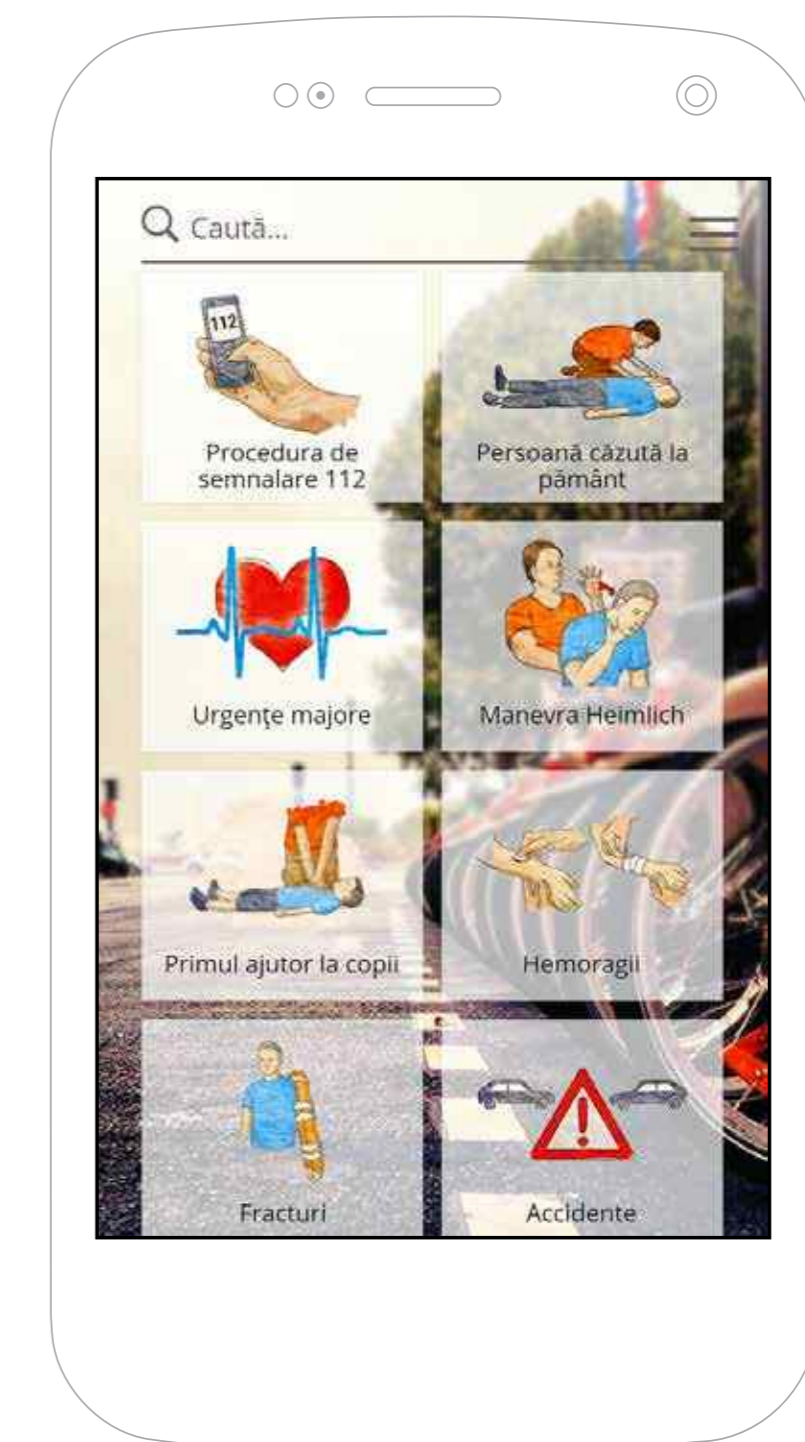 Caută...
112
Procedura de
semnalare 112
Persoană căzută la
pământ
Urgenţe majore
Manevra Heimlich
Primul ajutor la copii
Hemoragii
Fracturi
Accidente